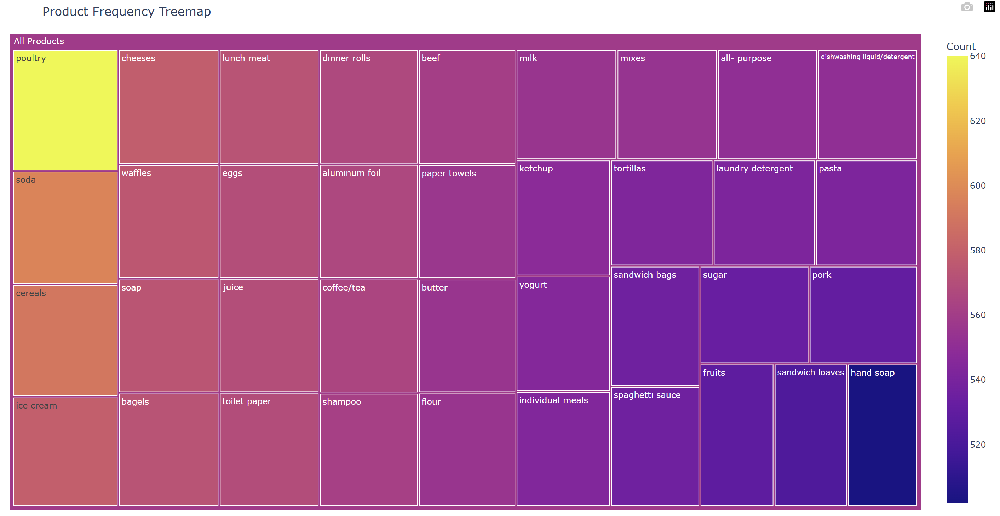 Product Frequency Treemap
All Products
poultry
cheeses
lunch meat
dinner rolls
beef
milk
mixes
all- purpose
dishwashing liquid/detergent
soda
waffles
eggs
aluminum foil
paper towels
ketchup
tortillas
laundry detergent
pasta
cereals
soap
juice
coffee/tea
butter
yogurt
sandwich bags
sugar
pork
ice cream
bagels
toilet paper
shampoo
flour
individual meals
spaghetti sauce
fruits
sandwich loaves
hand soap
Count
640
620
600
580
560
540
520